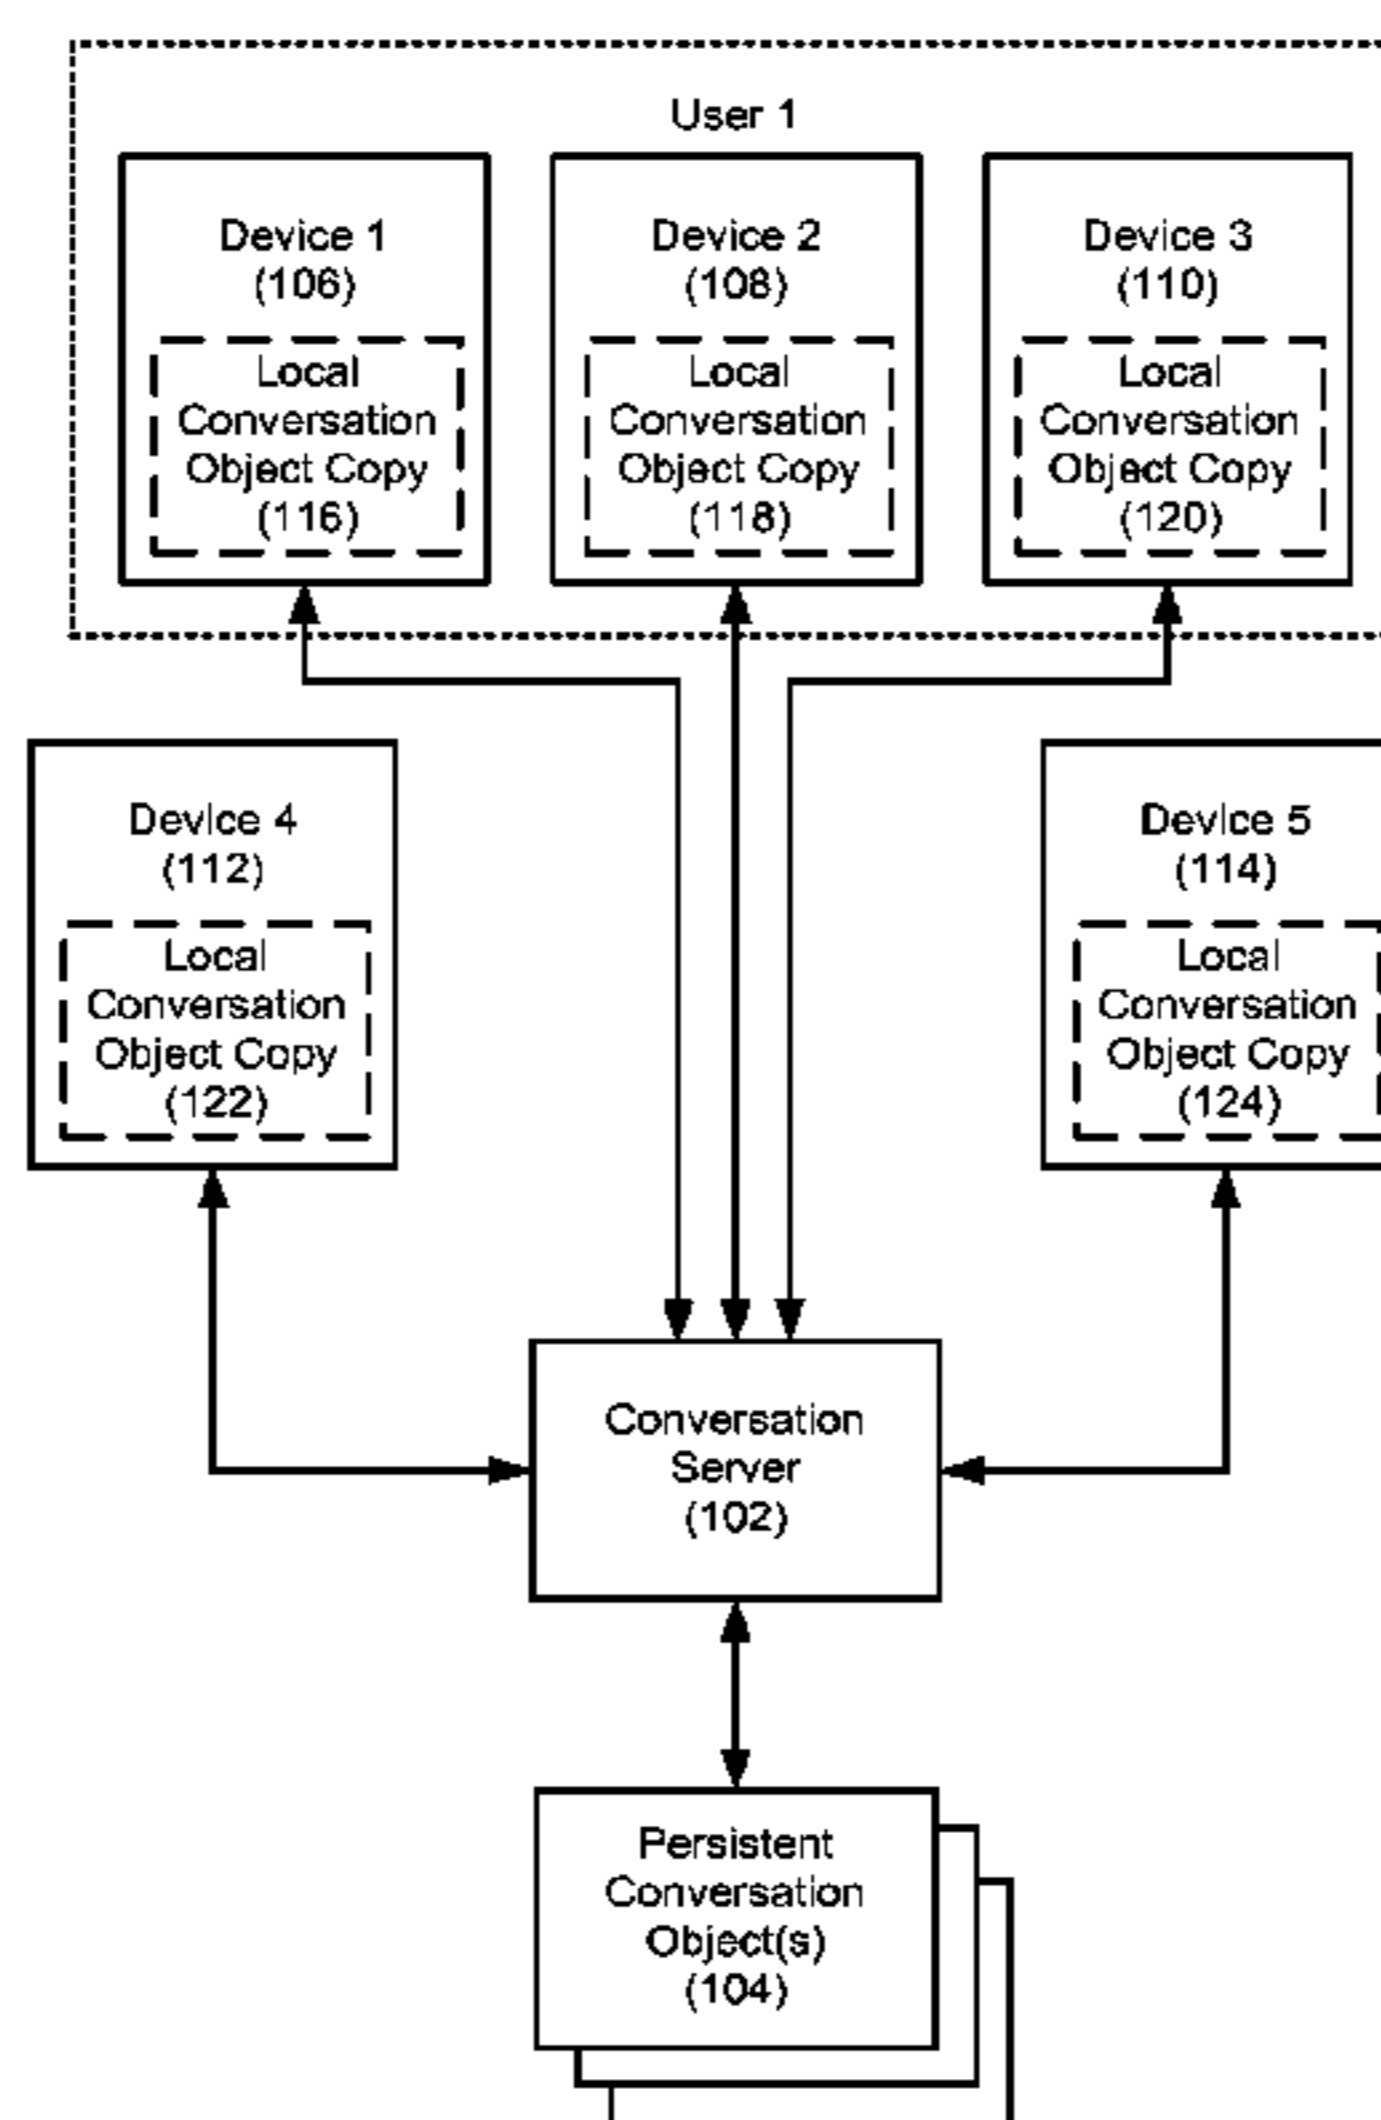 User 1
Device 1
(106)
Local
Conversation
Object Copy
(116)
Device 2
(108)
Local
Conversation
Object Copy
(118)
Device 3
(110)
Local
Conversation
Object Copy
(120)
Device 4
(112)
Local
Conversation
Object Copy
(122)
Device 5
(114)
Local
Conversation
Object Copy
(124)
Conversation
Server
(102)
Persistent
Conversation
Object(s)
(104)